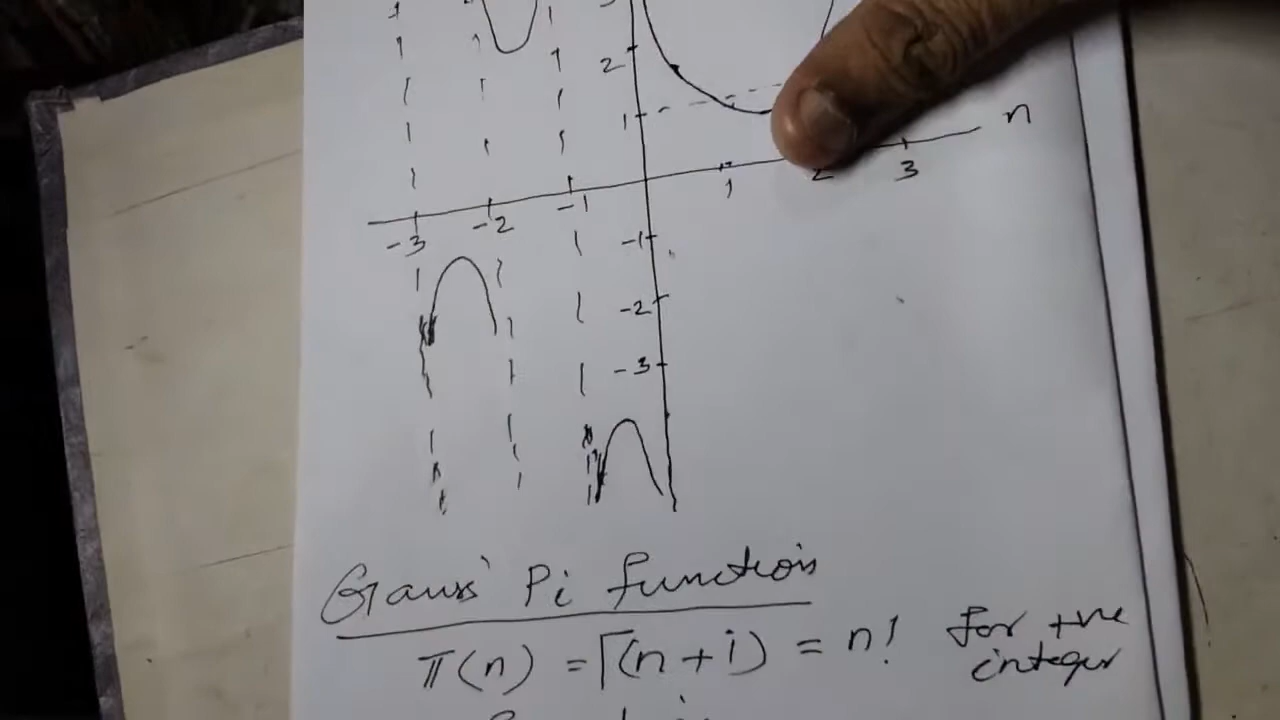 2
1
n
1
2
3
-3
-2
-1
-1
-2
-3
Gauss' Pi function
π(n) = Γ(n+1) = n! for +ve
integer